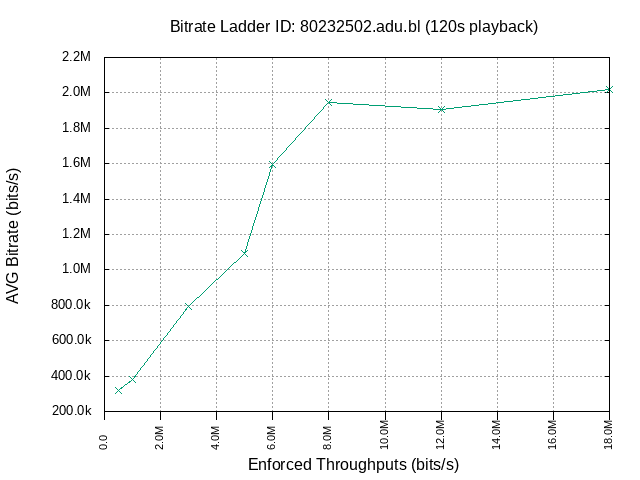 Bitrate Ladder ID: 80232502.adu.bl (120s playback)
2.2M
2.0M
1.8M
1.6M
1.4M
1.2M
1.0M
800.0k
600.0k
400.0k
200.0k
AVG Bitrate (bits/s)
0.0
2.0M
4.0M
6.0M
8.0M
10.0M
12.0M
14.0M
16.0M
18.0M
Enforced Throughputs (bits/s)